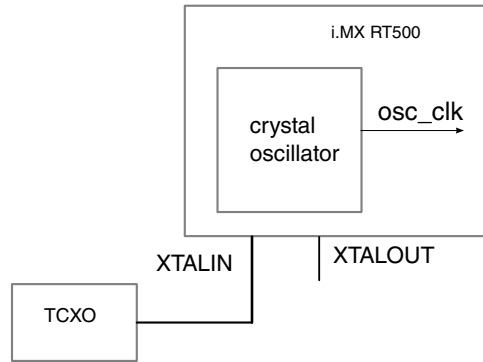 i.MX RT500
crystal
oscillator
osc_clk
XTALIN
XTALOUT
TCXO